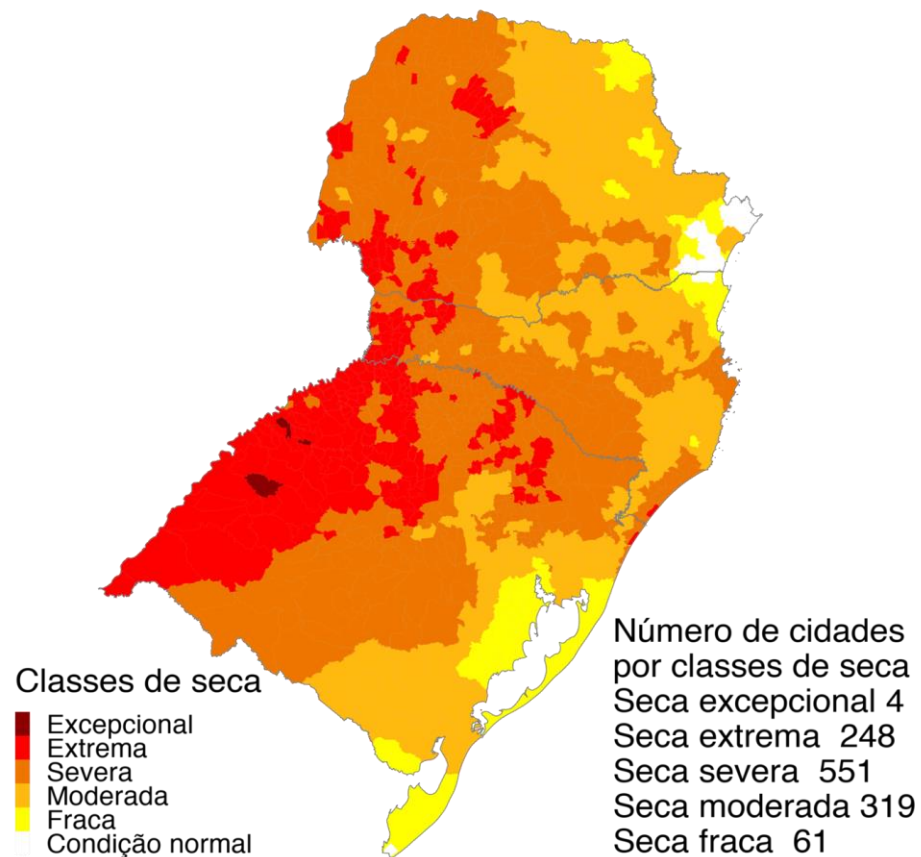 Classes de seca
Excepcional
Extrema
Severa
Moderada
Fraca
Condição normal
Número de cidades
por classes de seca
Seca excepcional 4
Seca extrema 248
Seca severa 551
Seca moderada 319
Seca fraca 61